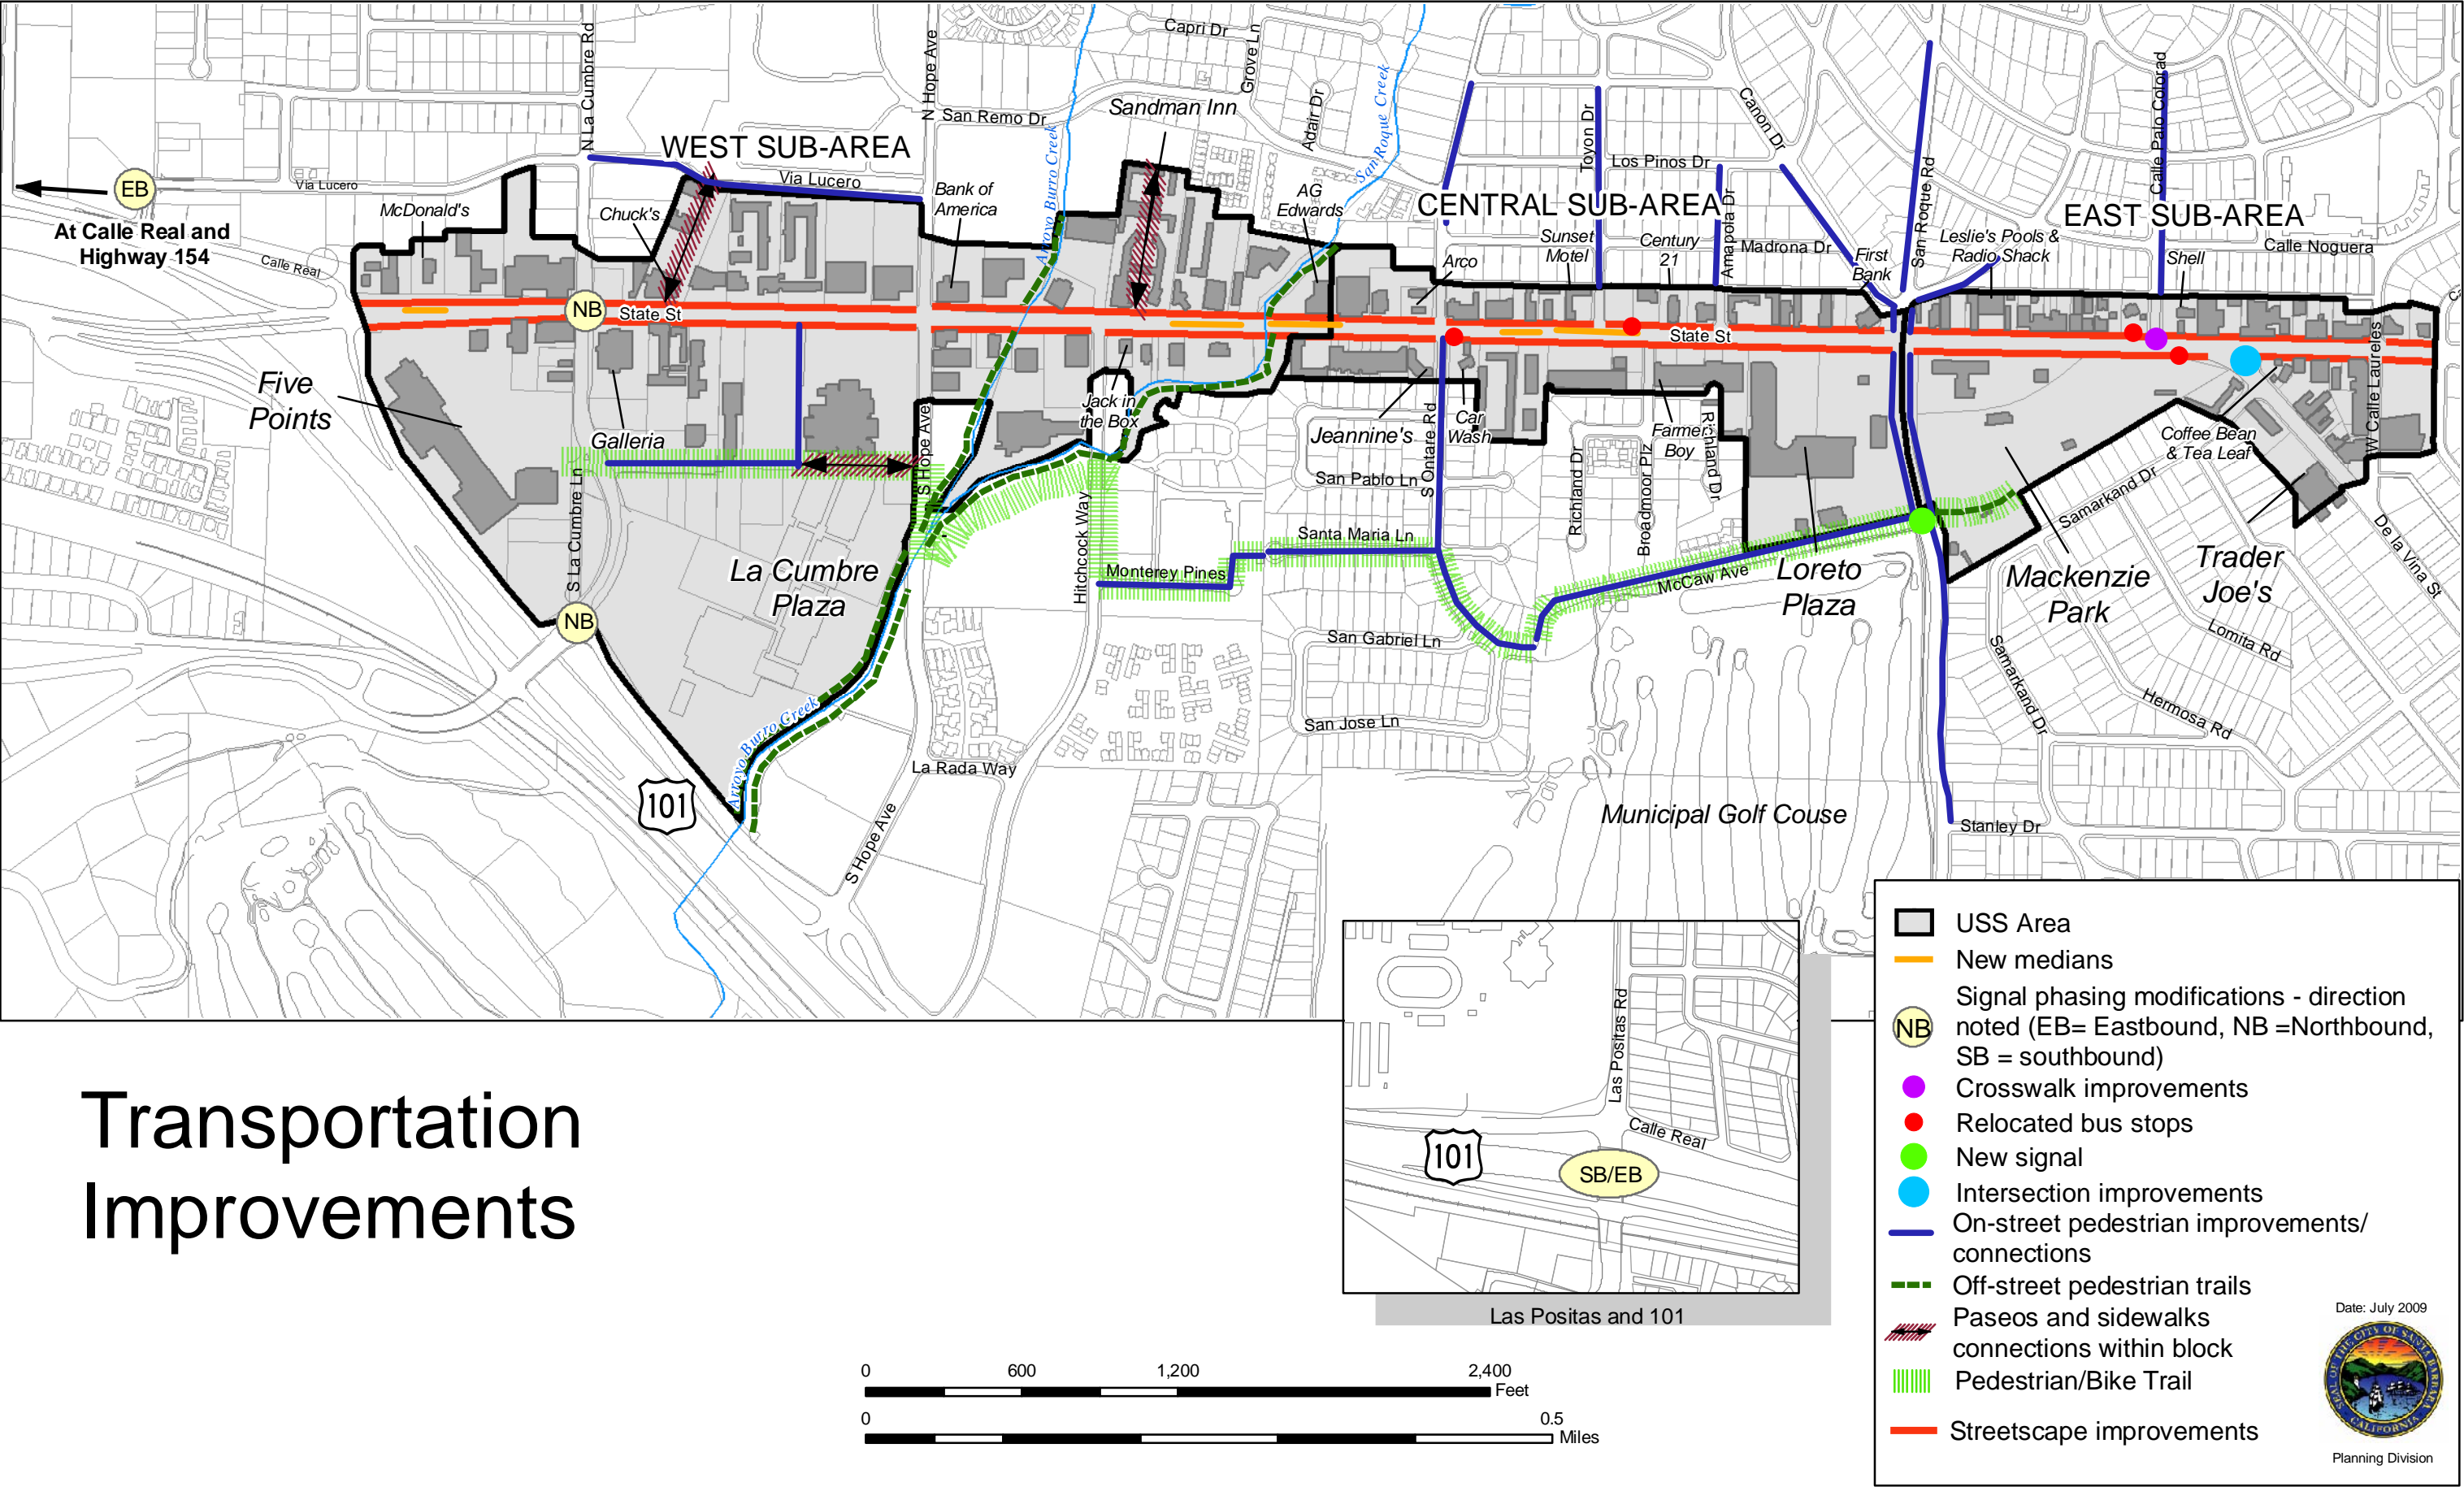 Capri Dr
Grove Ln
N La Cumbre Rd
N Hope Ave
San Remo Dr
Sandman Inn
Adair Dr
San Roque Creek
Toyon Dr
Canon Dr
Calle Palo Colorad
WEST SUB-AREA
Arroyo Burro Creek
Los Pinos Dr
San Roque Rd
EB
Via Lucero
Via Lucero
Bank of
America
AG
Edwards
CENTRAL SUB-AREA
Amapola Dr
EAST SUB-AREA
At Calle Real and
Highway 154
McDonald's
Chuck's
Sunset
Motel
Century
21
Madrona Dr
First
Bank
Leslie's Pools &
Radio Shack
Calle Noguera
Shell
Calle Real
Arco
NB
State St
State St
W Calle Laureles
Five
Points
Galleria
Jack in
the Box
Jeannine's
S Ontare Rd
Car
Wash
Farmer
Boy
Richland Dr
Coffee Bean
& Tea Leaf
S Hope Ave
San Pablo Ln
Richland Dr
Broadmoor Plz
Samarkand Dr
S La Cumbre Ln
Hitchcock Way
Santa Maria Ln
De la Vina St
La Cumbre
Plaza
Monterey Pines
McCaw Ave
Loreto
Plaza
Mackenzie
Park
Trader
Joe's
NB
San Gabriel Ln
Lomita Rd
Samarkand Dr
Hermosa Rd
Arroyo Burro Creek
San Jose Ln
La Rada Way
101
S Hope Ave
Municipal Golf Couse
Stanley Dr
Transportation
Improvements
Las Positas Rd
Calle Real
101
SB/EB
Las Positas and 101
0 600 1,200 2,400
Feet
0 0.5
Miles
USS Area
New medians
NB
Signal phasing modifications - direction
noted (EB= Eastbound, NB =Northbound,
SB = southbound)
Crosswalk improvements
Relocated bus stops
New signal
Intersection improvements
On-street pedestrian improvements/
connections
Off-street pedestrian trails
Paseos and sidewalks
connections within block
Pedestrian/Bike Trail
Streetscape improvements
Date: July 2009
SEAL OF THE CITY OF SANTA BARBARA
CALIFORNIA
Planning Division